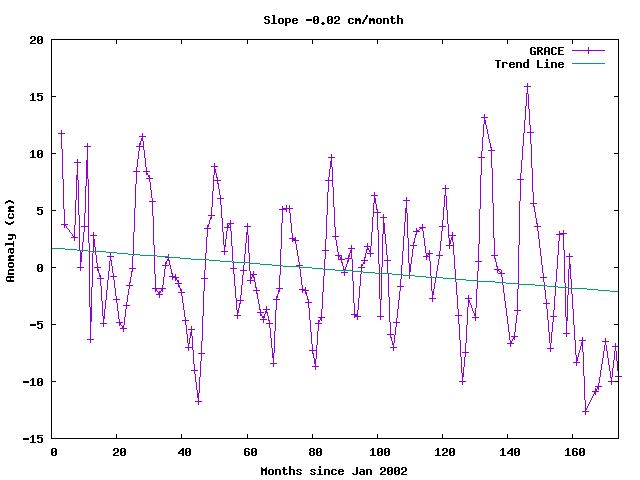 Slope -0.02 cm/month
GRACE
Trend Line
Anomaly (cm)
20
15
10
5
0
-5
-10
-15
0 20 40 60 80 100 120 140 160
Months since Jan 2002